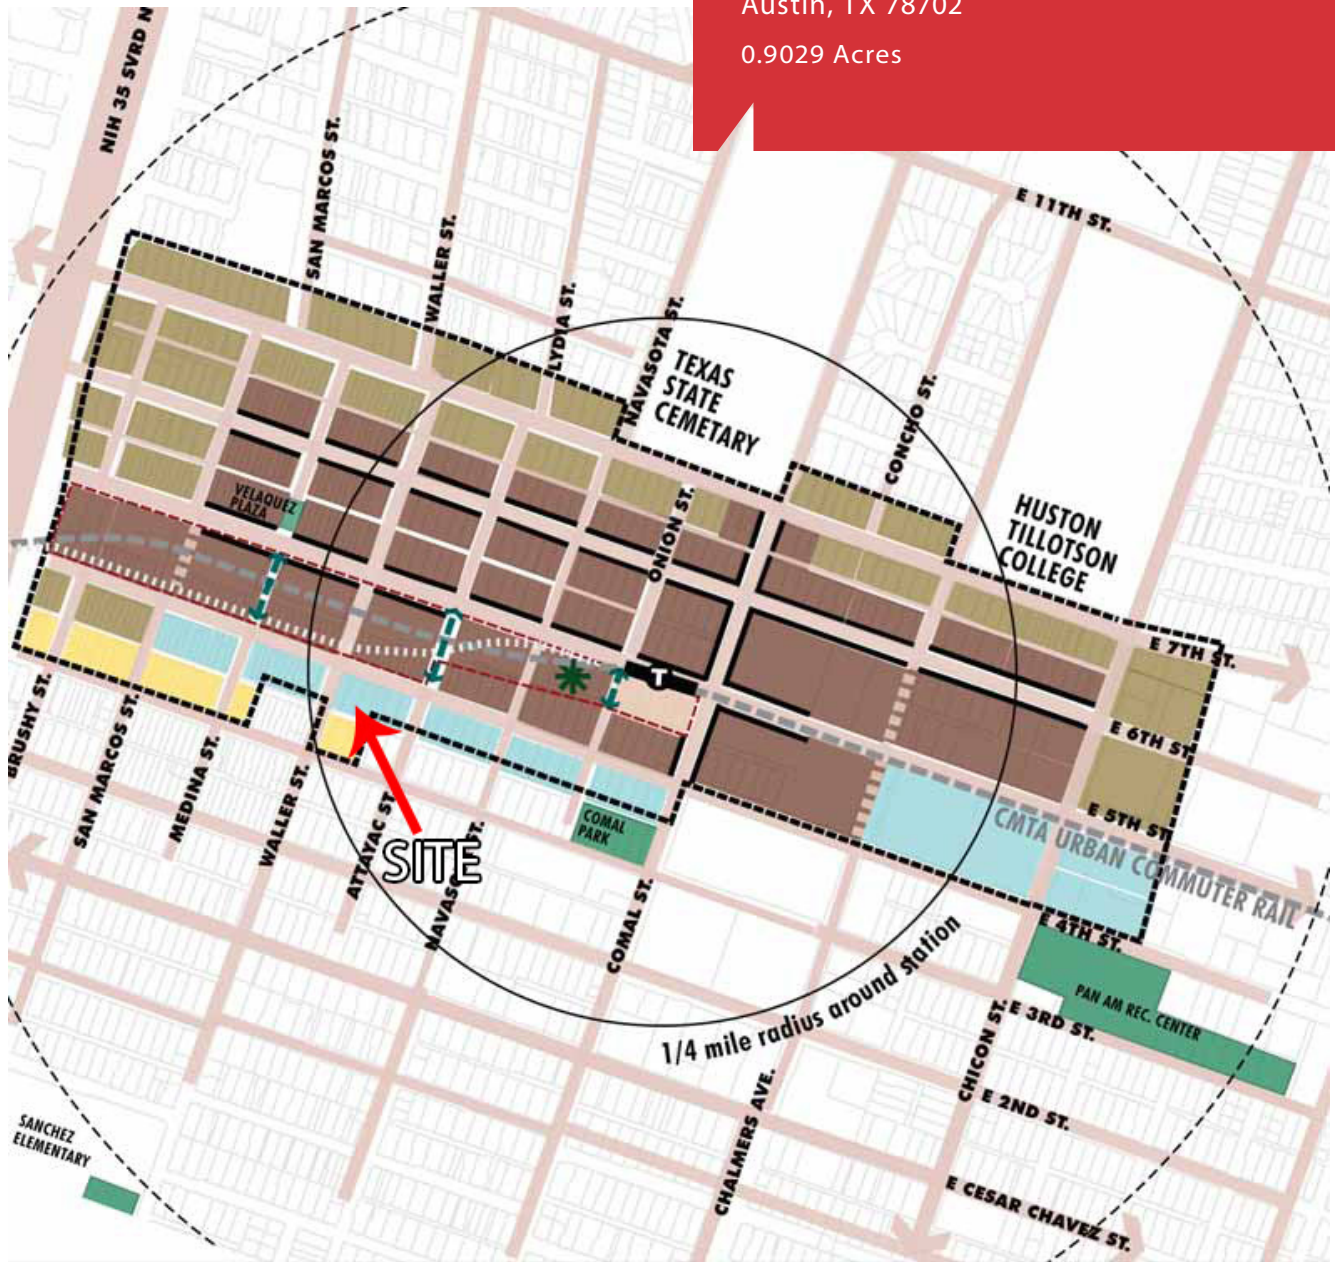 Austin, TX 78702
0.9029 Acres
NIH 35 SVRD N
SAN MARCOS ST.
WALLER ST.
LYDIA ST.
NAVASOTA ST.
E 11TH ST.
TEXAS
STATE
CEMETARY
CONCHO ST.
HUSTON
TILLOTSON
COLLEGE
VELAQUEZ
PLAZA
ONION ST.
E 7TH ST.
T
E 6TH ST.
BRUSHY ST.
SAN MARCOS ST.
MEDINA ST.
WALLER ST.
ATTAYAC ST.
SITE
COMAL
PARK
E 5TH ST.
CMTA URBAN COMMUTER RAIL
COMAL ST.
E 4TH ST.
1/4 mile radius around station
PAN AM REC. CENTER
CHICON ST.
E 3RD ST.
E 2ND ST.
CHALMERS AVE.
SANCHEZ
ELEMENTARY
E CESAR CHAVEZ ST.